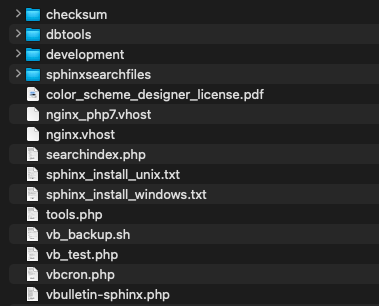 checksum
dbtools
development
sphinxsearchfiles
color_scheme_designer_license.pdf
nginx_php7.vhost
nginx.vhost
searchindex.php
sphinx_install_unix.txt
sphinx_install_windows.txt
tools.php
vb_backup.sh
vb_test.php
vbcron.php
vbulletin-sphinx.php